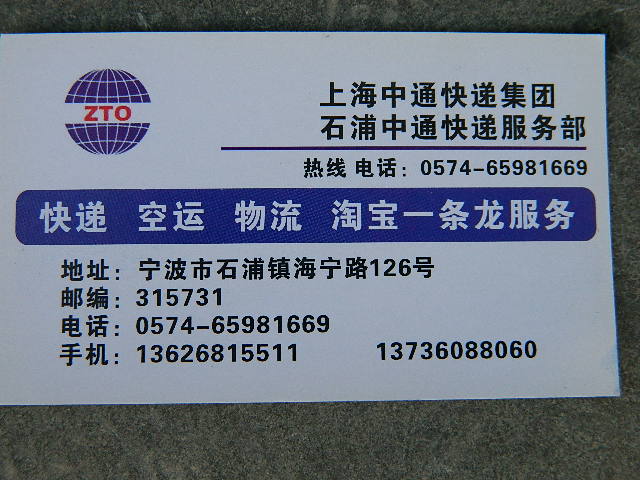 ZTO
上海中通快递集团
石浦中通快递服务部
热线 电话：0574-65981669
快递 空运 物流 淘宝一条龙服务
地址：宁波市石浦镇海宁路126号
邮编：315731
电话：0574-65981669
手机：13626815511 13736088060